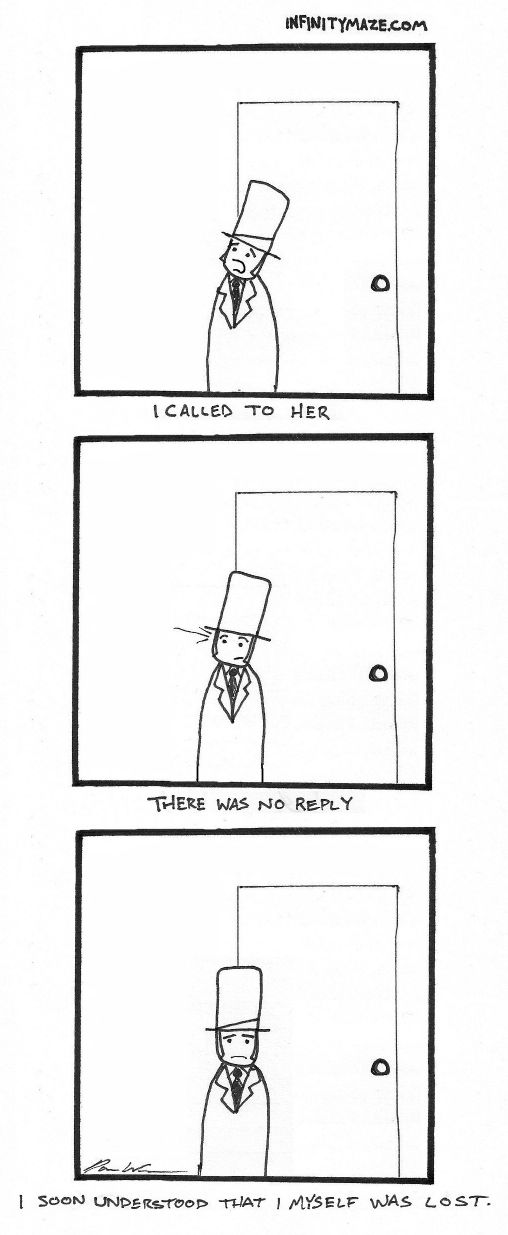 INFINITYMAZE.COM
I CALLED TO HER
THERE WAS NO REPLY
I SOON UNDERSTOOD THAT I MYSELF WAS LOST.